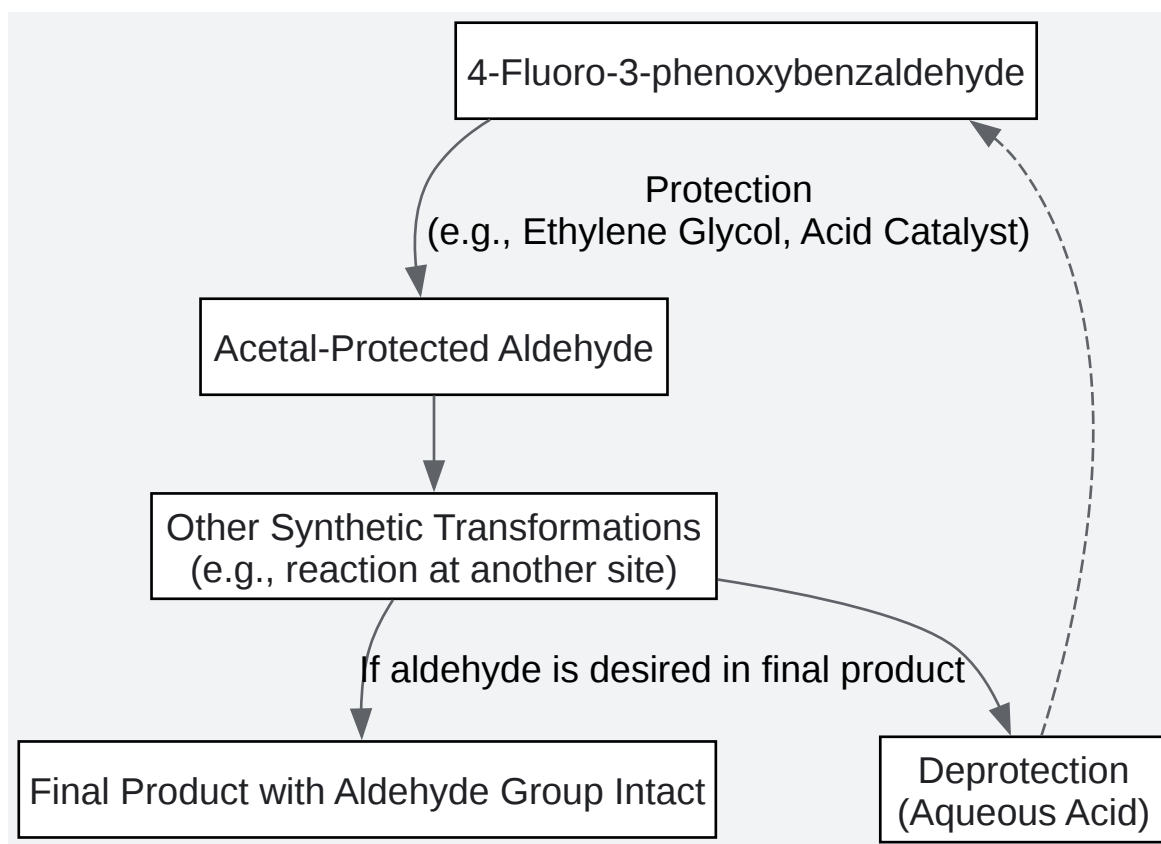 4-Fluoro-3-phenoxybenzaldehyde
Protection
(e.g., Ethylene Glycol, Acid Catalyst)
Acetal-Protected Aldehyde
Other Synthetic Transformations
(e.g., reaction at another site)
If aldehyde is desired in final product
Final Product with Aldehyde Group Intact
Deprotection
(Aqueous Acid)